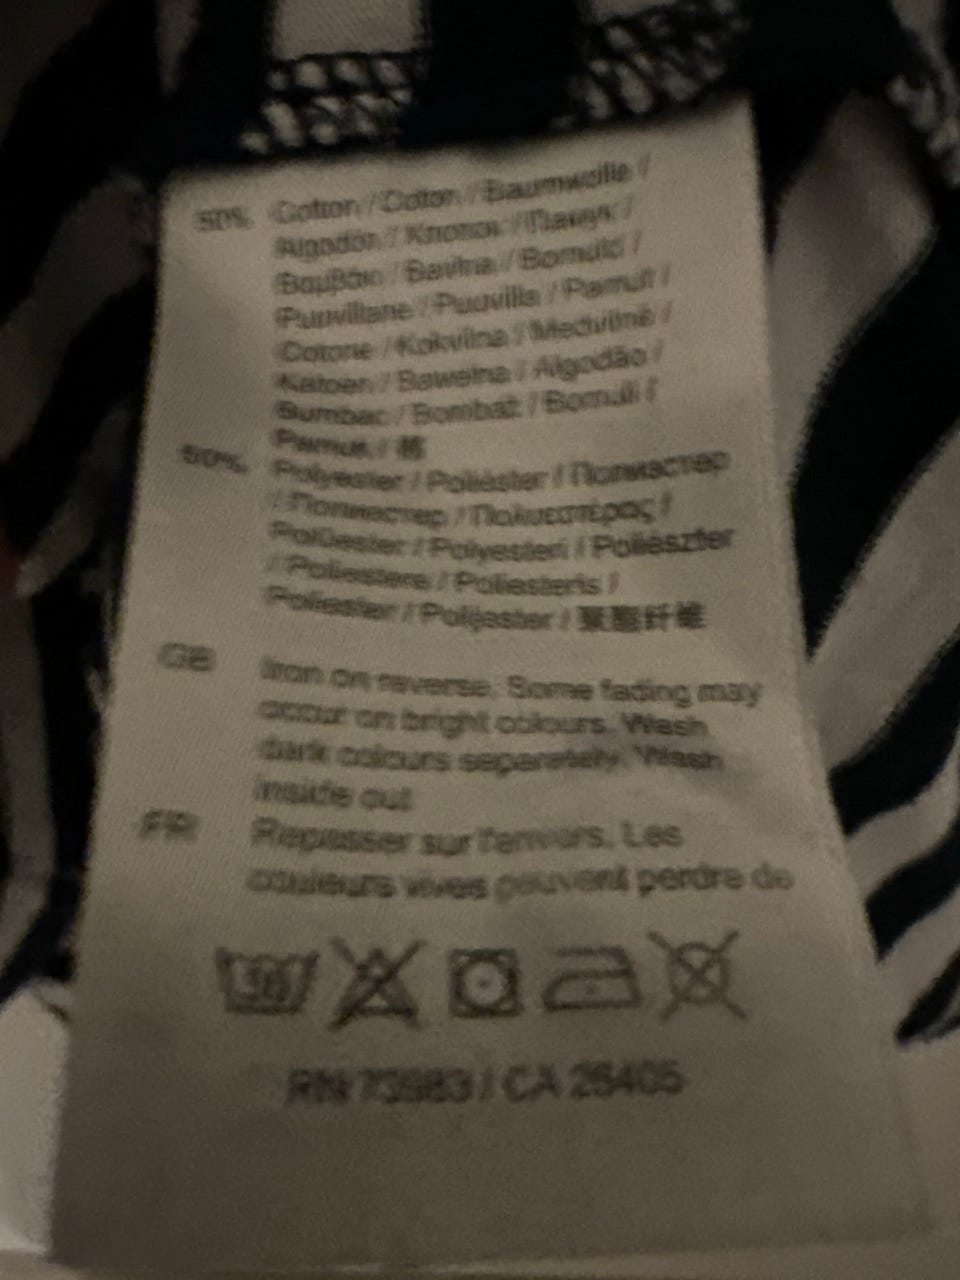 50% Cotton / Coton / Baumwolle /
Algodón / Хлопок / Памук /
Βαμβάκι / Bavlna / Bomuld /
Puuvillane / Puuvilla / Pamut /
Cotone / Kokvilna / Medvilnė /
Katoen / Bawełna / Algodão /
Bumbac / Bombaž / Bomull /
Pamuk / 棉
50% Polyester / Poliéster / Полиэстер
/ Полиестер / Πολυεστέρας /
Polüester / Polyesteri / Poliészter
/ Poliestere / Poliesteris /
Poliester / Polijester / 聚酯纤维
GB Iron on reverse. Some fading may
occur on bright colours. Wash
dark colours separately. Wash
inside out
FR Repasser sur l'envers. Les
couleurs vives peuvent perdre de
30
RN 73983 / CA 26405